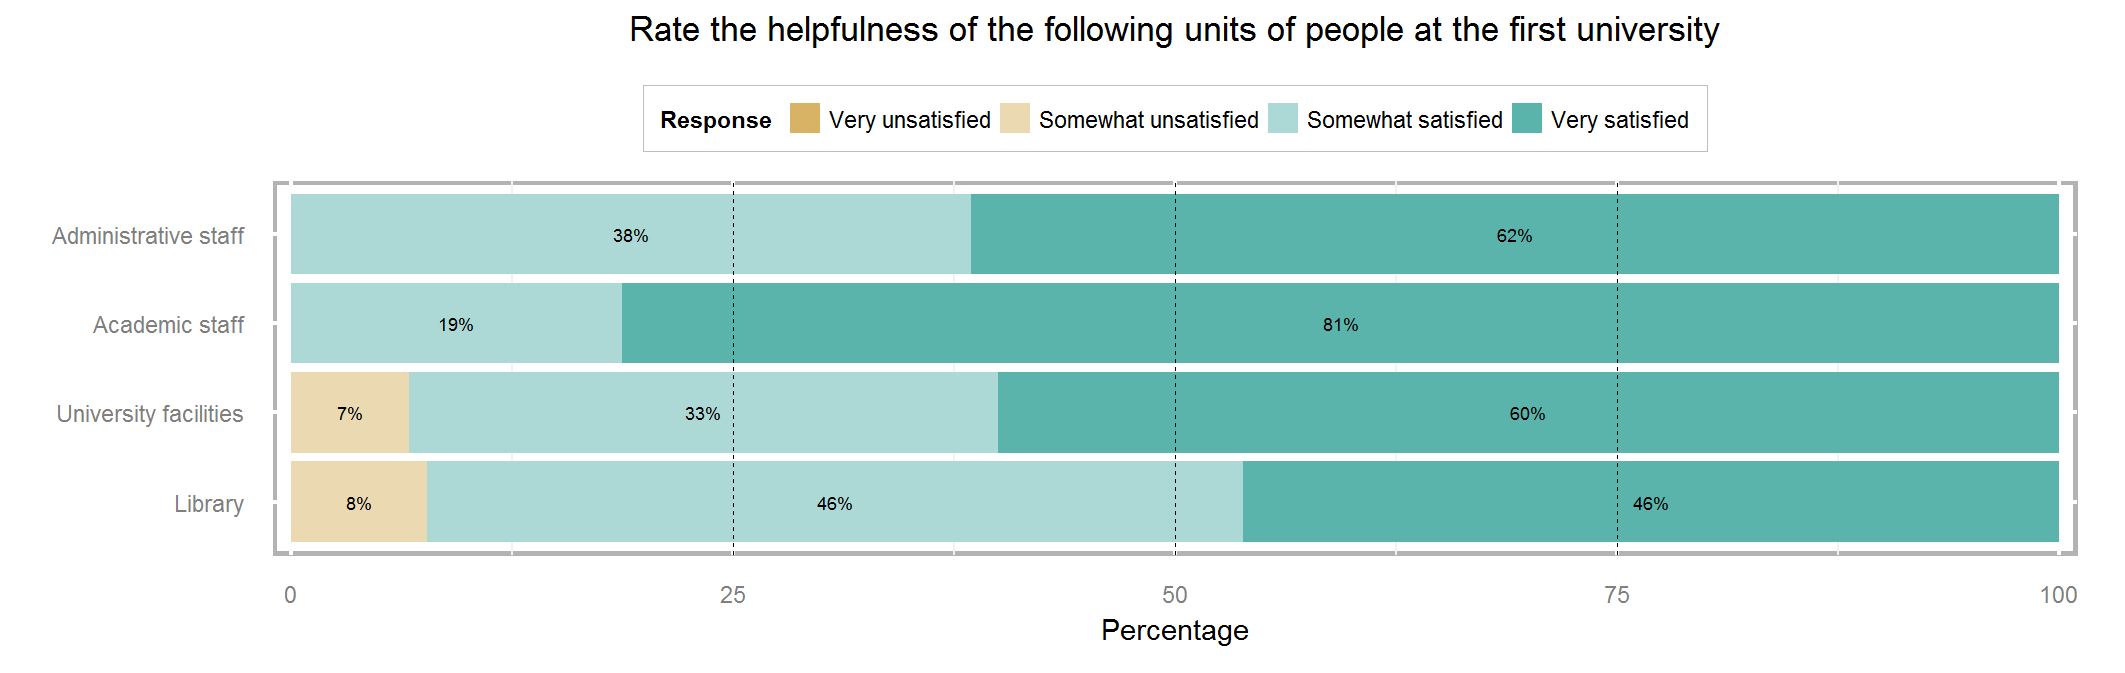 Rate the helpfulness of the following units of people at the first university
Response Very unsatisfied Somewhat unsatisfied Somewhat satisfied Very satisfied
Administrative staff 38% 62%
Academic staff 19% 81%
University facilities 7% 33% 60%
Library 8% 46% 46%
0 25 50 75 100
Percentage